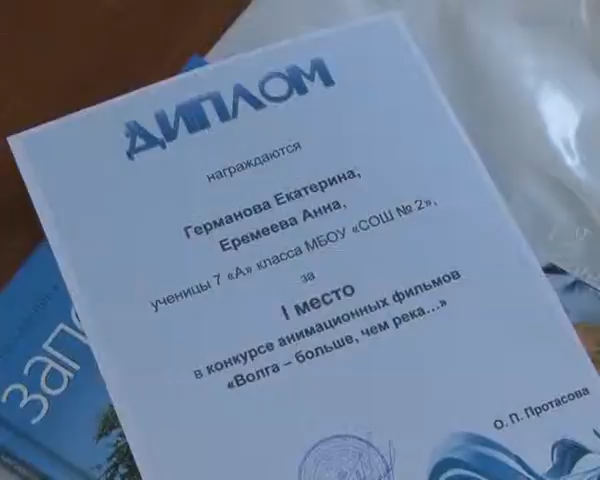 ДИПЛОМ
награждаются
Германова Екатерина,
Еремеева Анна,
ученицы 7 «А» класса МБОУ «СОШ № 2»,
за
I место
в конкурсе анимационных фильмов
«Волга – больше, чем река…»
О. П. Протасова